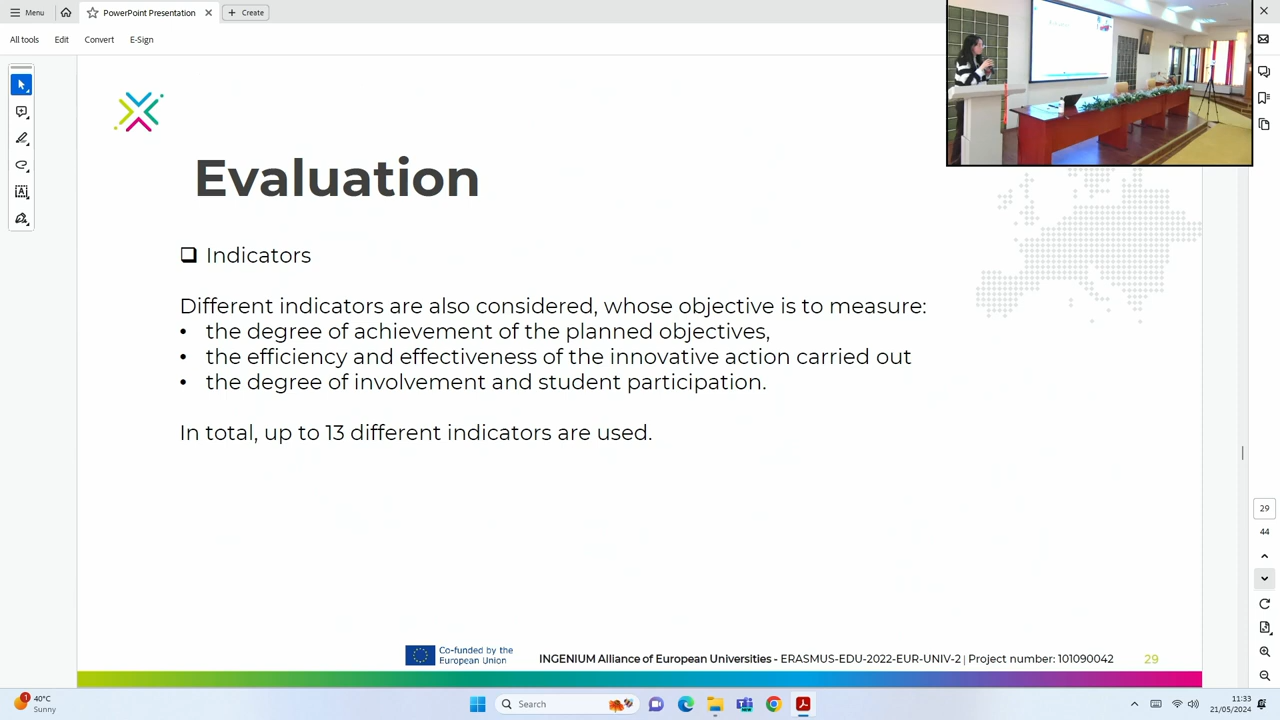 Menu
PowerPoint Presentation
Create
All tools Edit Convert E-Sign
Evaluation
Indicators
Different indicators are also considered, whose objective is to measure:
• the degree of achievement of the planned objectives,
• the efficiency and effectiveness of the innovative action carried out
• the degree of involvement and student participation.
In total, up to 13 different indicators are used.
29
44
Co-funded by the
European Union
INGENIUM Alliance of European Universities - ERASMUS-EDU-2022-EUR-UNIV-2 | Project number: 101090042
29
1
40°C
Sunny
Search
11:33
21/05/2024